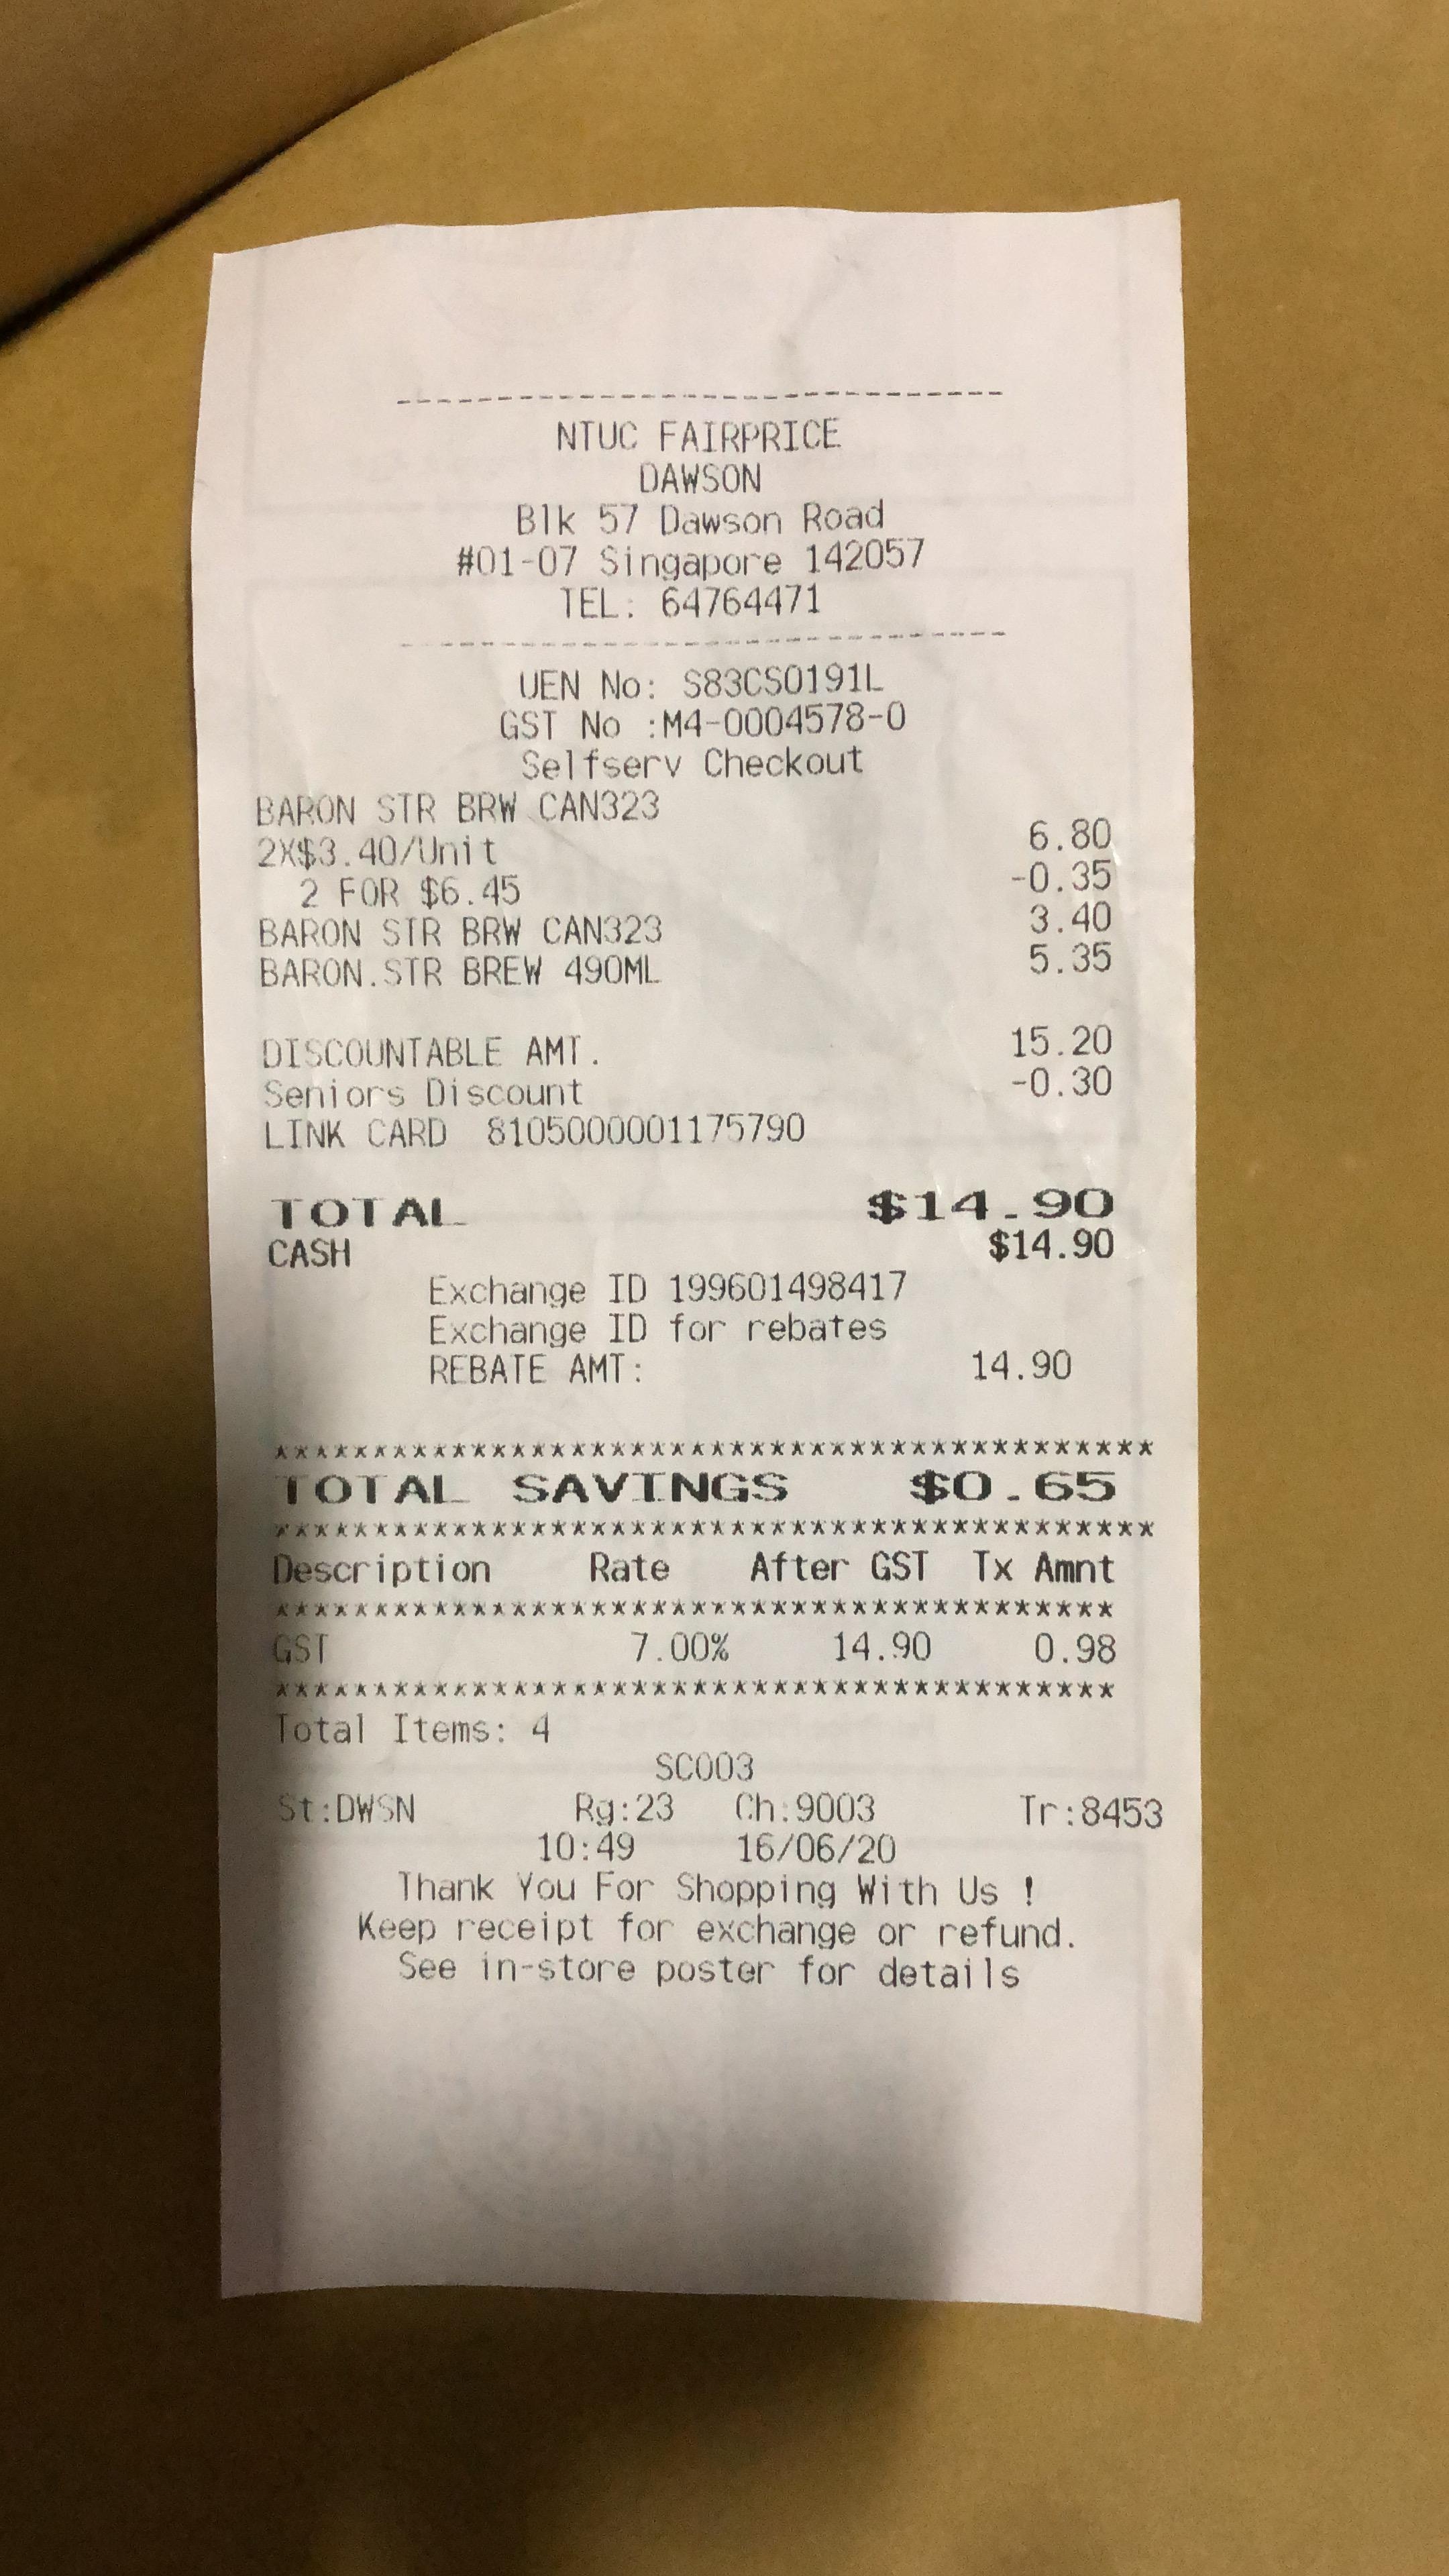 NTUC FAIRPRICE
DAWSON
Blk 57 Dawson Road
#01-07 Singapore 142057
TEL: 64764471
UEN No: S83CS0191L
GST No :M4-0004578-0
Selfserv Checkout
BARON STR BRW CAN323
2X$3.40/Unit 6.80
2 FOR $6.45 -0.35
BARON STR BRW CAN323 3.40
BARON.STR BREW 490ML 5.35
DISCOUNTABLE AMT. 15.20
Seniors Discount -0.30
LINK CARD 8105000001175790
TOTAL $14.90
CASH $14.90
Exchange ID 199601498417
Exchange ID for rebates
REBATE AMT: 14.90
********************************************
TOTAL SAVINGS $0.65
********************************************
Description Rate After GST Tx Amnt
******************************************
GST 7.00% 14.90 0.98
******************************************
Total Items: 4
SC003
St:DWSN Rg:23 Ch:9003 Tr:8453
10:49 16/06/20
Thank You For Shopping With Us !
Keep receipt for exchange or refund.
See in-store poster for details